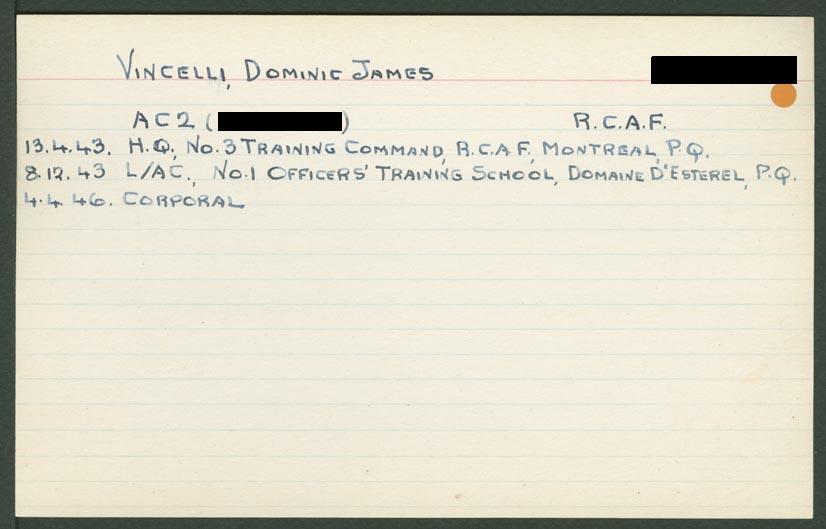 Vincelli, Dominic James
AC2 ( )
R.C.A.F.
13.4.43. H.Q., No.3 Training Command, R.C.A.F., Montreal, P.Q.
8.12.43 L/AC., No.1 Officers' Training School, Domaine D'Esterel, P.Q.
4.4.46. Corporal